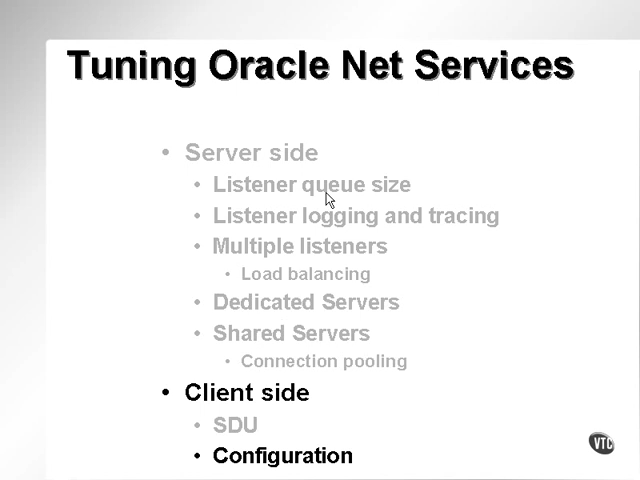 Tuning Oracle Net Services
• Server side
• Listener queue size
• Listener logging and tracing
• Multiple listeners
• Load balancing
• Dedicated Servers
• Shared Servers
• Connection pooling
• Client side
• SDU
• Configuration
VTC